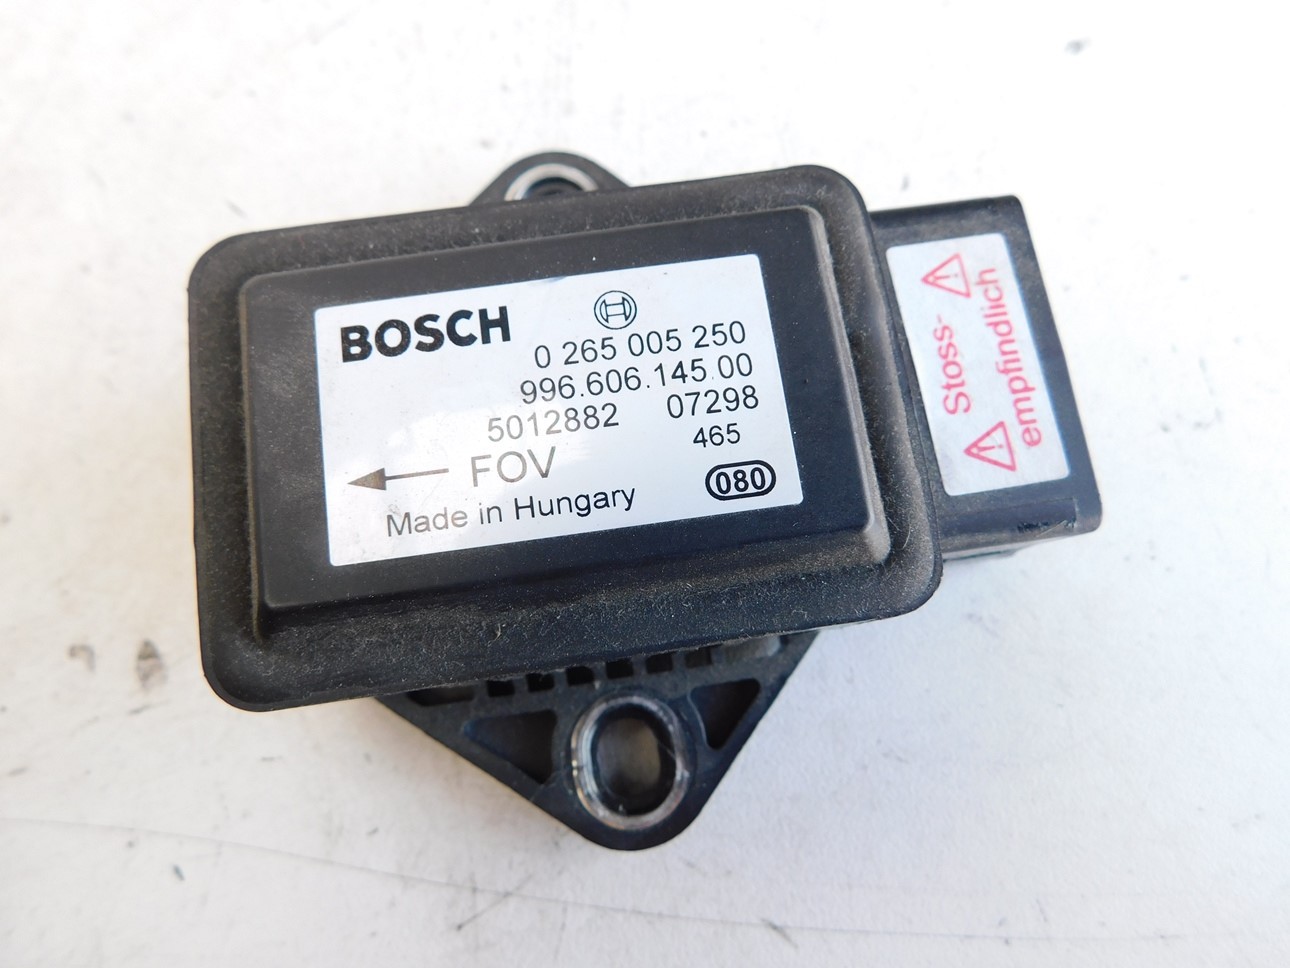 BOSCH
0 265 005 250
996.606.145.00
5012882 07298
465
FOV
080
Made in Hungary
Stoss-
empfindlich